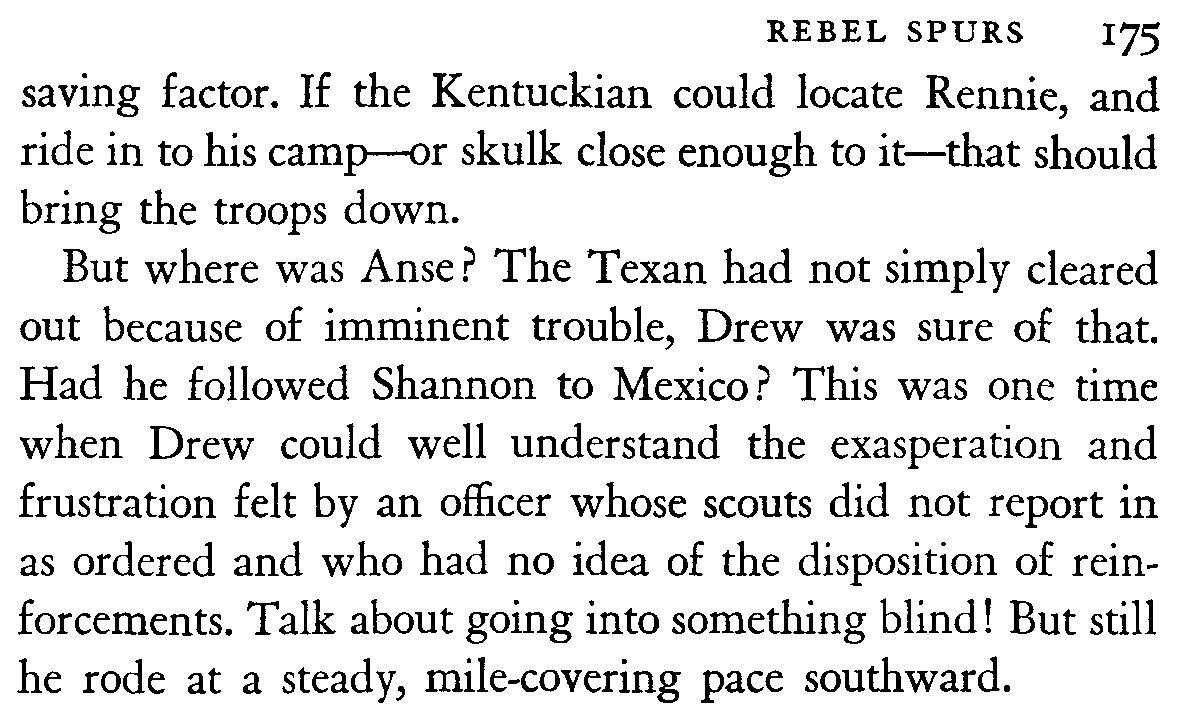 REBEL SPURS 175
saving factor. If the Kentuckian could locate Rennie, and
ride in to his camp—or skulk close enough to it—that should
bring the troops down.
But where was Anse? The Texan had not simply cleared
out because of imminent trouble, Drew was sure of that.
Had he followed Shannon to Mexico? This was one time
when Drew could well understand the exasperation and
frustration felt by an officer whose scouts did not report in
as ordered and who had no idea of the disposition of rein-
forcements. Talk about going into something blind! But still
he rode at a steady, mile-covering pace southward.